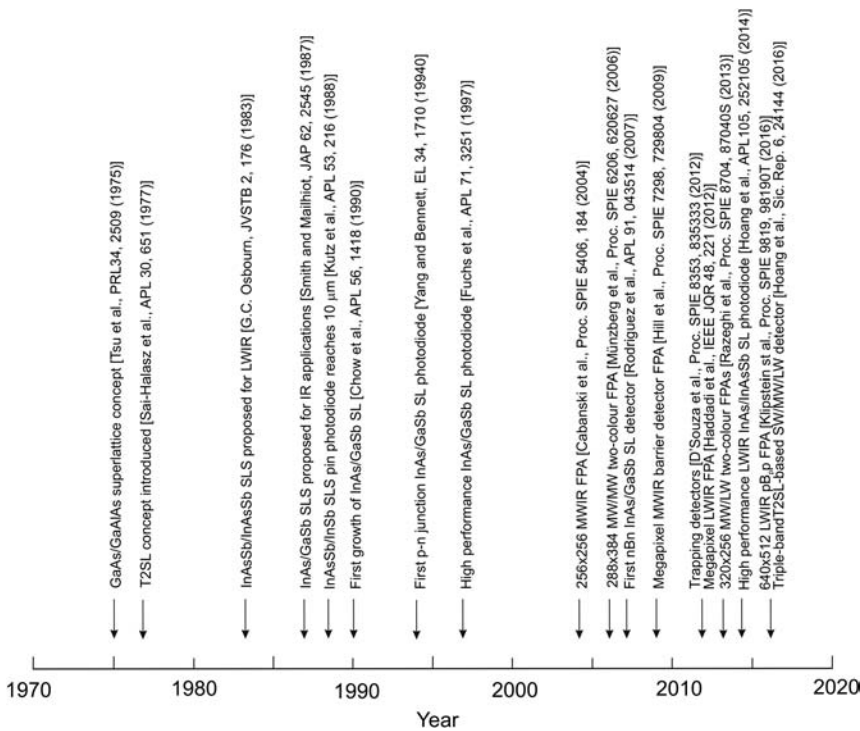 GaAs/GaAlAs superlattice concept [Tsu et al., PRL34, 2509 (1975)]
T2SL concept introduced [Sai-Halasz et al., APL 30, 651 (1977)]
InAsSb/InAsSb SLS proposed for LWIR [G.C. Osbourn, JVSTB 2, 176 (1983)]
InAs/GaSb SLS proposed for IR applications [Smith and Mailhiot, JAP 62, 2545 (1987)]
InAsSb/InSb SLS pin photodiode reaches 10 μm [Kutz et al., APL 53, 216 (1988)]
First growth of InAs/GaSb SL [Chow et al., APL 56, 1418 (1990)]
First p-n junction InAs/GaSb SL photodiode [Yang and Bennett, EL 34, 1710 (19940]
High performance InAs/GaSb SL photodiode [Fuchs et al., APL 71, 3251 (1997)]
256x256 MWIR FPA [Cabanski et al., Proc. SPIE 5406, 184 (2004)]
288x384 MW/MW two-colour FPA [Münzberg et al., Proc. SPIE 6206, 620627 (2006)]
First nBn InAs/GaSb SL detector [Rodriguez et al., APL 91, 043514 (2007)]
Megapixel MWIR barrier detector FPA [Hill et al., Proc. SPIE 7298, 729804 (2009)]
Trapping detectors [D'Souza et al., Proc. SPIE 8353, 835333 (2012)]
Megapixel LWIR FPA [Haddadi et al., IEEE JQR 48, 221 (2012)]
320x256 MW/LW two-colour FPAs [Razeghi et al., Proc. SPIE 8704, 87040S (2013)]
High performance LWIR InAs/InAsSb SL photodiode [Hoang et al., APL105, 252105 (2014)]
640x512 LWIR pBp FPA [Klipstein st al., Proc. SPIE 9819, 98190T (2016)]
Triple-bandT2SL-based SW/MW/LW detector [Hoang et al., Sic. Rep. 6, 24144 (2016)]
1970 1980 1990 2000 2010 2020
Year